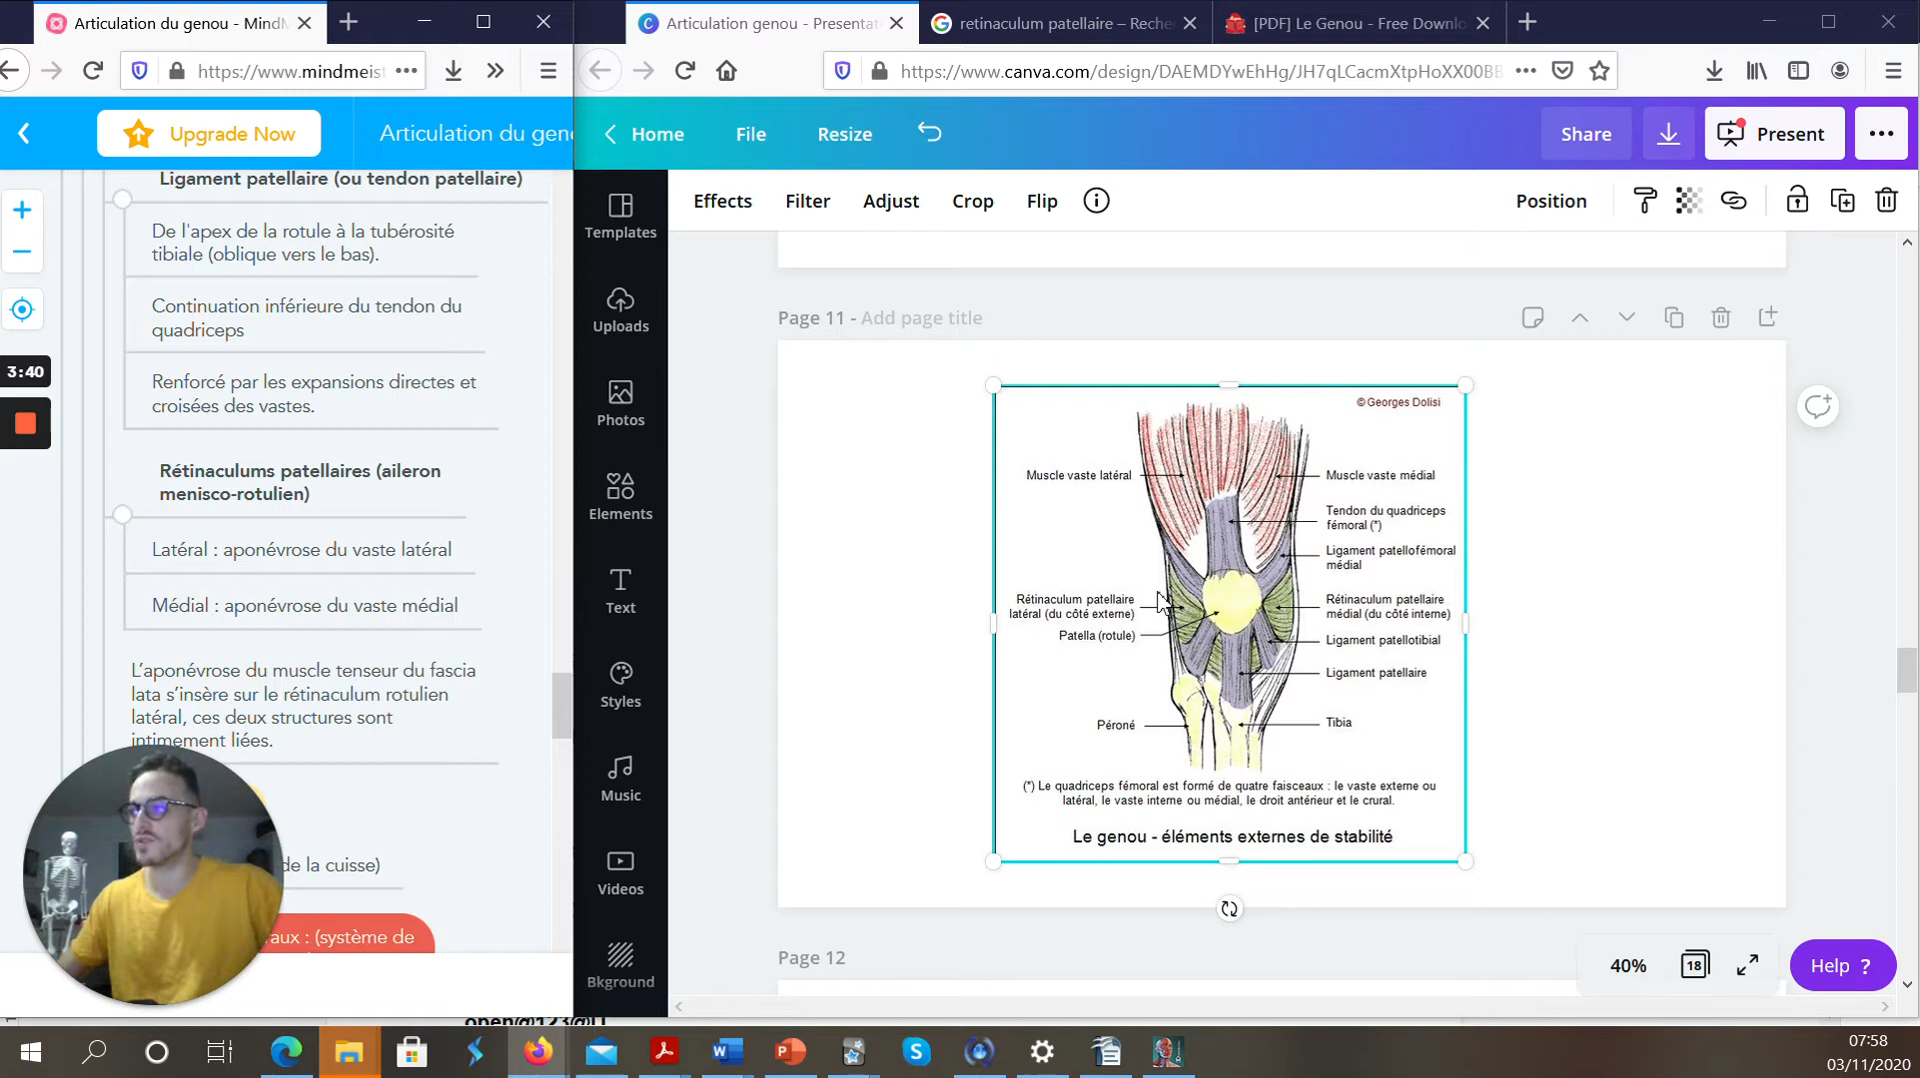 Articulation du genou - MindM
Articulation genou - Presentat
retinaculum patellaire – Reche
[PDF] Le Genou - Free Downlo
https://www.mindmeist
https://www.canva.com/design/DAEMDYwEhHg/JH7qLCacmXtpHoXX00BB
Upgrade Now
Articulation du geno
Home
File
Resize
Share
Present
Effects
Filter
Adjust
Crop
Flip
Position
Ligament patellaire (ou tendon patellaire)
De l'apex de la rotule à la tubérosité
tibiale (oblique vers le bas).
Continuation inférieure du tendon du
quadriceps
Renforcé par les expansions directes et
croisées des vastes.
Rétinaculums patellaires (aileron
menisco-rotulien)
Latéral : aponévrose du vaste latéral
Médial : aponévrose du vaste médial
L'aponévrose du muscle tenseur du fascia
lata s'insère sur le rétinaculum rotulien
latéral, ces deux structures sont
intimement liées.
de la cuisse)
raux : (système de
3:40
Templates
Uploads
Photos
Elements
Text
Styles
Music
Videos
Bkground
Page 11 - Add page title
© Georges Dolisi
Muscle vaste latéral
Muscle vaste médial
Tendon du quadriceps
fémoral (*)
Ligament patellofémoral
médial
Rétinaculum patellaire
latéral (du côté externe)
Rétinaculum patellaire
médial (du côté interne)
Patella (rotule)
Ligament patellotibial
Ligament patellaire
Péroné
Tibia
(*) Le quadriceps fémoral est formé de quatre faisceaux : le vaste externe ou
latéral, le vaste interne ou médial, le droit antérieur et le crural.
Le genou - éléments externes de stabilité
Page 12
40%
18
Help ?
07:58
03/11/2020